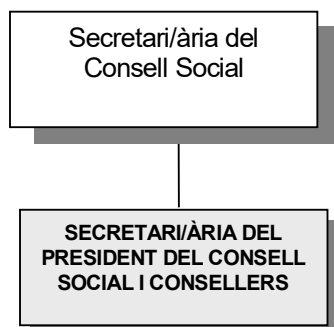 Secretari/ària del
Consell Social
SECRETARI/ÀRIA DEL
PRESIDENT DEL CONSELL
SOCIAL I CONSELLERS